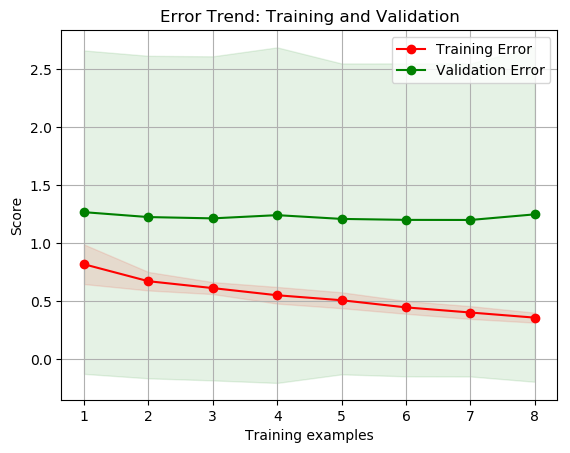 Error Trend: Training and Validation
Training Error
Validation Error
Score
2.5
2.0
1.5
1.0
0.5
0.0
1 2 3 4 5 6 7 8
Training examples